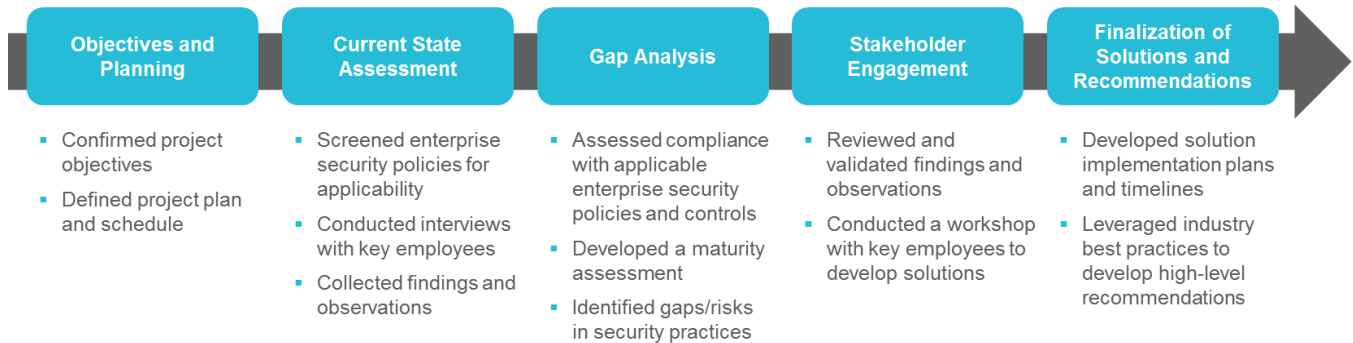 Objectives and
Planning
Current State
Assessment
Gap Analysis
Stakeholder
Engagement
Finalization of
Solutions and
Recommendations
▪ Confirmed project
objectives
▪ Defined project plan
and schedule
▪ Screened enterprise
security policies for
applicability
▪ Conducted interviews
with key employees
▪ Collected findings and
observations
▪ Assessed compliance
with applicable
enterprise security
policies and controls
▪ Developed a maturity
assessment
▪ Identified gaps/risks
in security practices
▪ Reviewed and
validated findings and
observations
▪ Conducted a workshop
with key employees to
develop solutions
▪ Developed solution
implementation plans
and timelines
▪ Leveraged industry
best practices to
develop high-level
recommendations